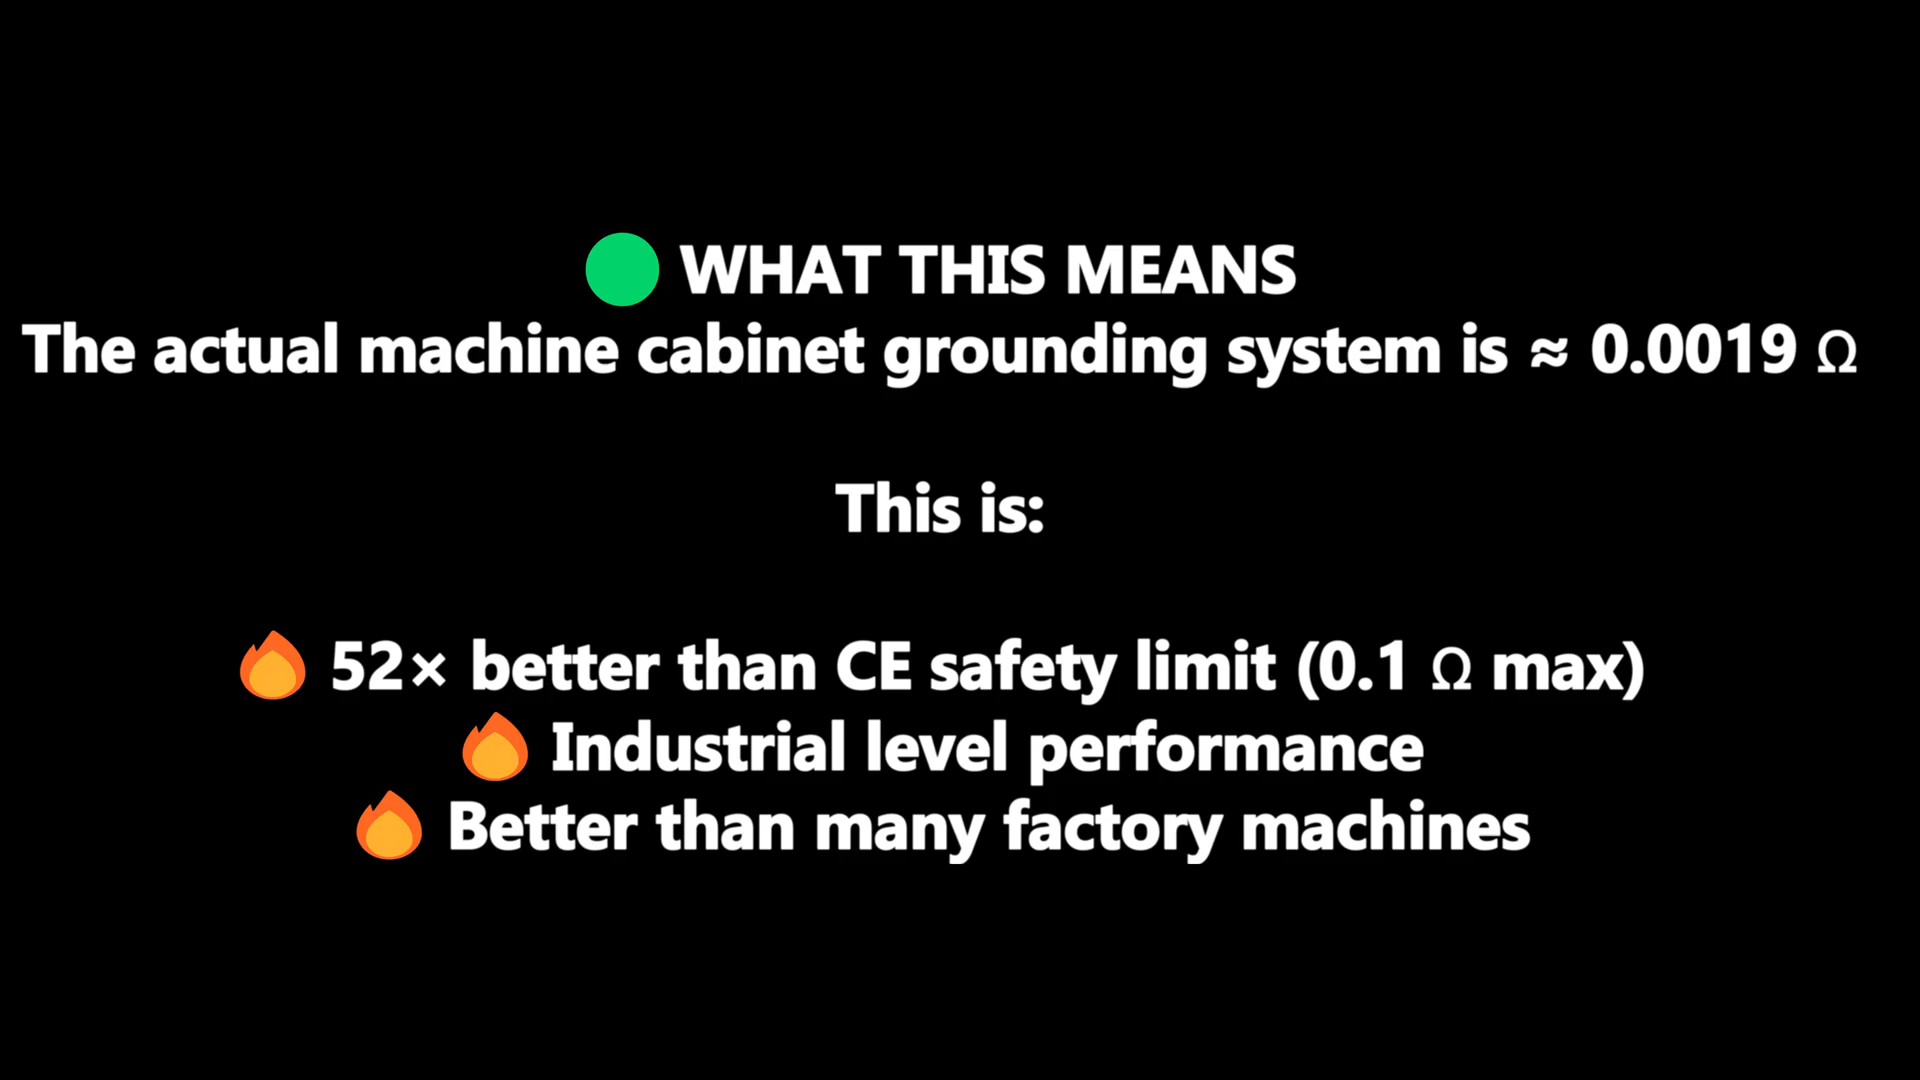 🟢 WHAT THIS MEANS
The actual machine cabinet grounding system is ≈ 0.0019 Ω
This is:
🔥 52× better than CE safety limit (0.1 Ω max)
🔥 Industrial level performance
🔥 Better than many factory machines